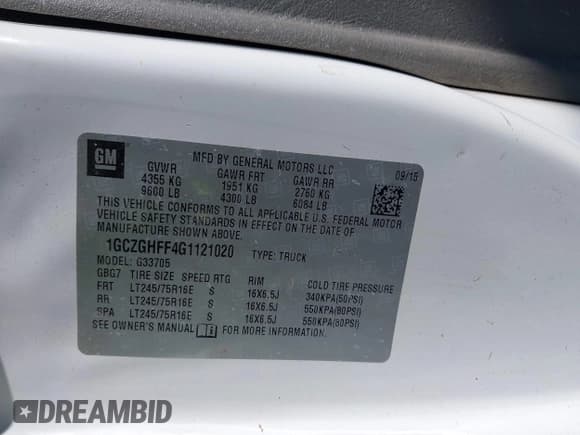 GM
MFD BY GENERAL MOTORS LLC
GVWR GAWR FRT GAWR RR 09/15
4355 KG 1951 KG 2760 KG
9600 LB 4300 LB 6084 LB
THIS VEHICLE CONFORMS TO ALL APPLICABLE U.S. FEDERAL MOTOR
VEHICLE SAFETY STANDARDS IN EFFECT ON THE DATE OF
MANUFACTURE SHOWN ABOVE.
1GCZGHFF4G1121020 TYPE: TRUCK
MODEL: G33705
GBG7 TIRE SIZE SPEED RTG RIM COLD TIRE PRESSURE
FRT LT245/75R16E S 16X6.5J 340KPA(50PSI)
RR LT245/75R16E S 16X6.5J 550KPA(80PSI)
SPA LT245/75R16E S 16X6.5J 550KPA(80PSI)
SEE OWNER'S MANUAL FOR MORE INFORMATION.
DREAMBID